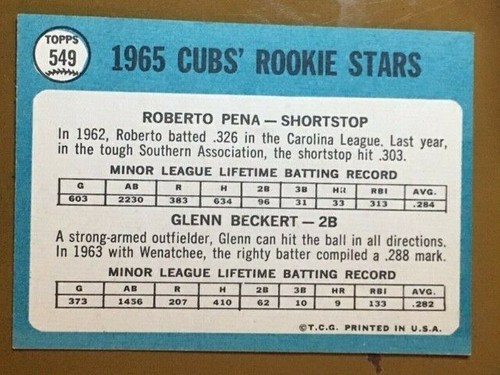 TOPPS
549
1965 CUBS' ROOKIE STARS
ROBERTO PENA — SHORTSTOP
In 1962, Roberto batted .326 in the Carolina League. Last year,
in the tough Southern Association, the shortstop hit .303.
MINOR LEAGUE LIFETIME BATTING RECORD
G AB R H 2B 3B HR RBI AVG.
603 2230 383 634 96 31 33 313 .284
GLENN BECKERT — 2B
A strong-armed outfielder, Glenn can hit the ball in all directions.
In 1963 with Wenatchee, the righty batter compiled a .288 mark.
MINOR LEAGUE LIFETIME BATTING RECORD
G AB R H 2B 3B HR RBI AVG.
373 1456 207 410 62 10 9 133 .282
©T.C.G. PRINTED IN U.S.A.